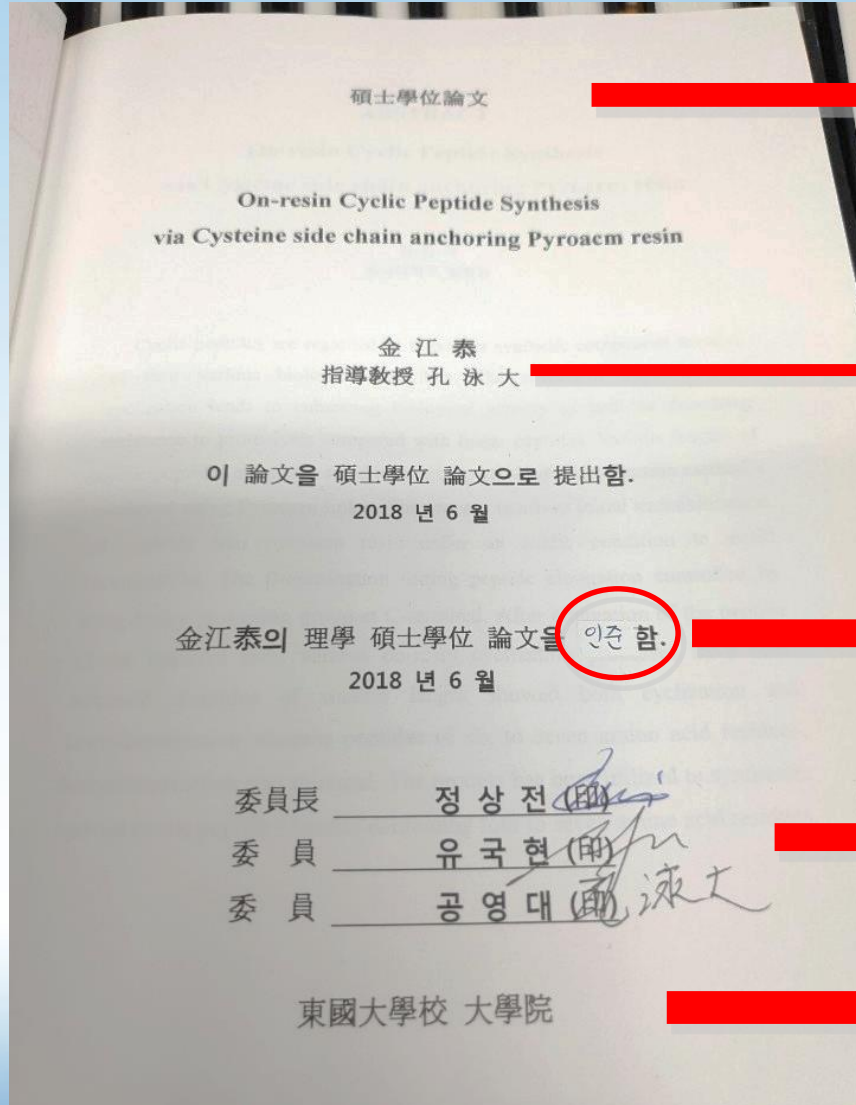 碩士學位論文
On-resin Cyclic Peptide Synthesis
via Cysteine side chain anchoring Pyroacm resin
金 江 泰
指導教授 孔 泳 大
이 論文을 碩士學位 論文으로 提出함.
2018 년 6 월
金江泰의 理學 碩士學位 論文을 인준 함.
2018 년 6 월
委員長 정 상 전 (印)
委 員 유 국 현 (印)
委 員 공 영 대 (印) 孔泳大
東國大學校 大學院